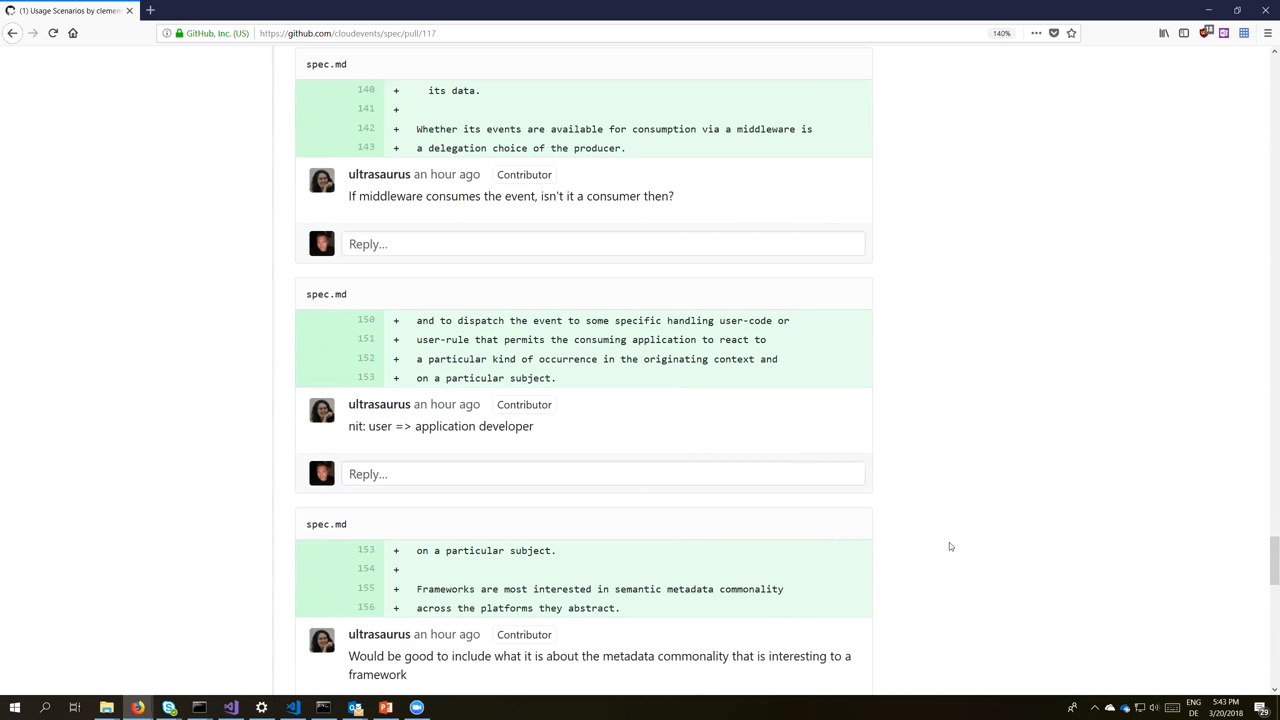 (1) Usage Scenarios by clemens
GitHub, Inc. (US)
https://github.com/cloudevents/spec/pull/117
140%
spec.md
140 + its data.
141 +
142 + Whether its events are available for consumption via a middleware is
143 + a delegation choice of the producer.
ultrasaurus an hour ago Contributor
If middleware consumes the event, isn't it a consumer then?
Reply...
spec.md
150 + and to dispatch the event to some specific handling user-code or
151 + user-rule that permits the consuming application to react to
152 + a particular kind of occurrence in the originating context and
153 + on a particular subject.
ultrasaurus an hour ago Contributor
nit: user => application developer
Reply...
spec.md
153 + on a particular subject.
154 +
155 + Frameworks are most interested in semantic metadata commonality
156 + across the platforms they abstract.
ultrasaurus an hour ago Contributor
Would be good to include what it is about the metadata commonality that is interesting to a
framework
ENG 5:43 PM
DE 3/20/2018
29